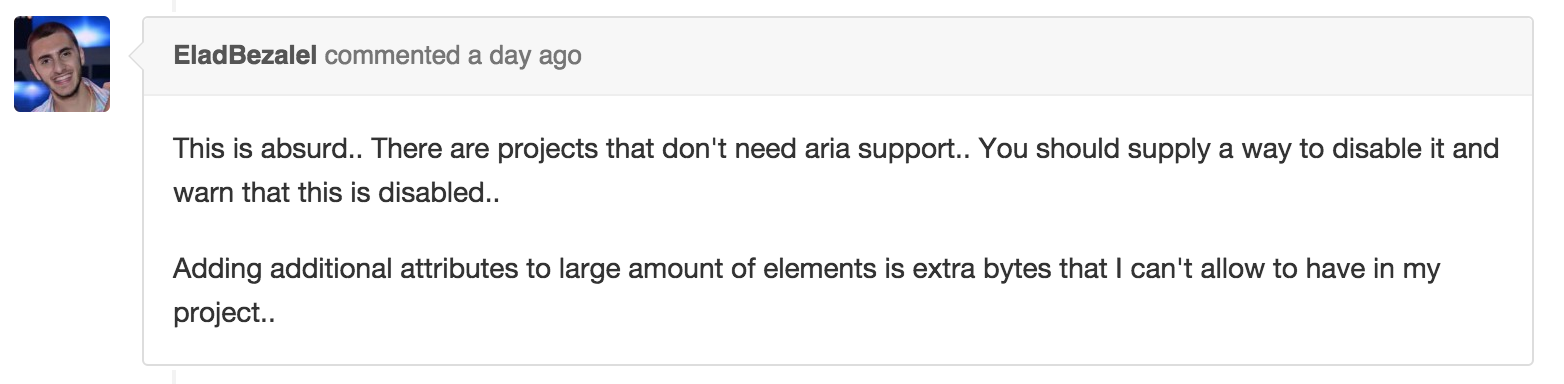 EladBezalel commented a day ago
This is absurd.. There are projects that don't need aria support.. You should supply a way to disable it and
warn that this is disabled..
Adding additional attributes to large amount of elements is extra bytes that I can't allow to have in my
project..